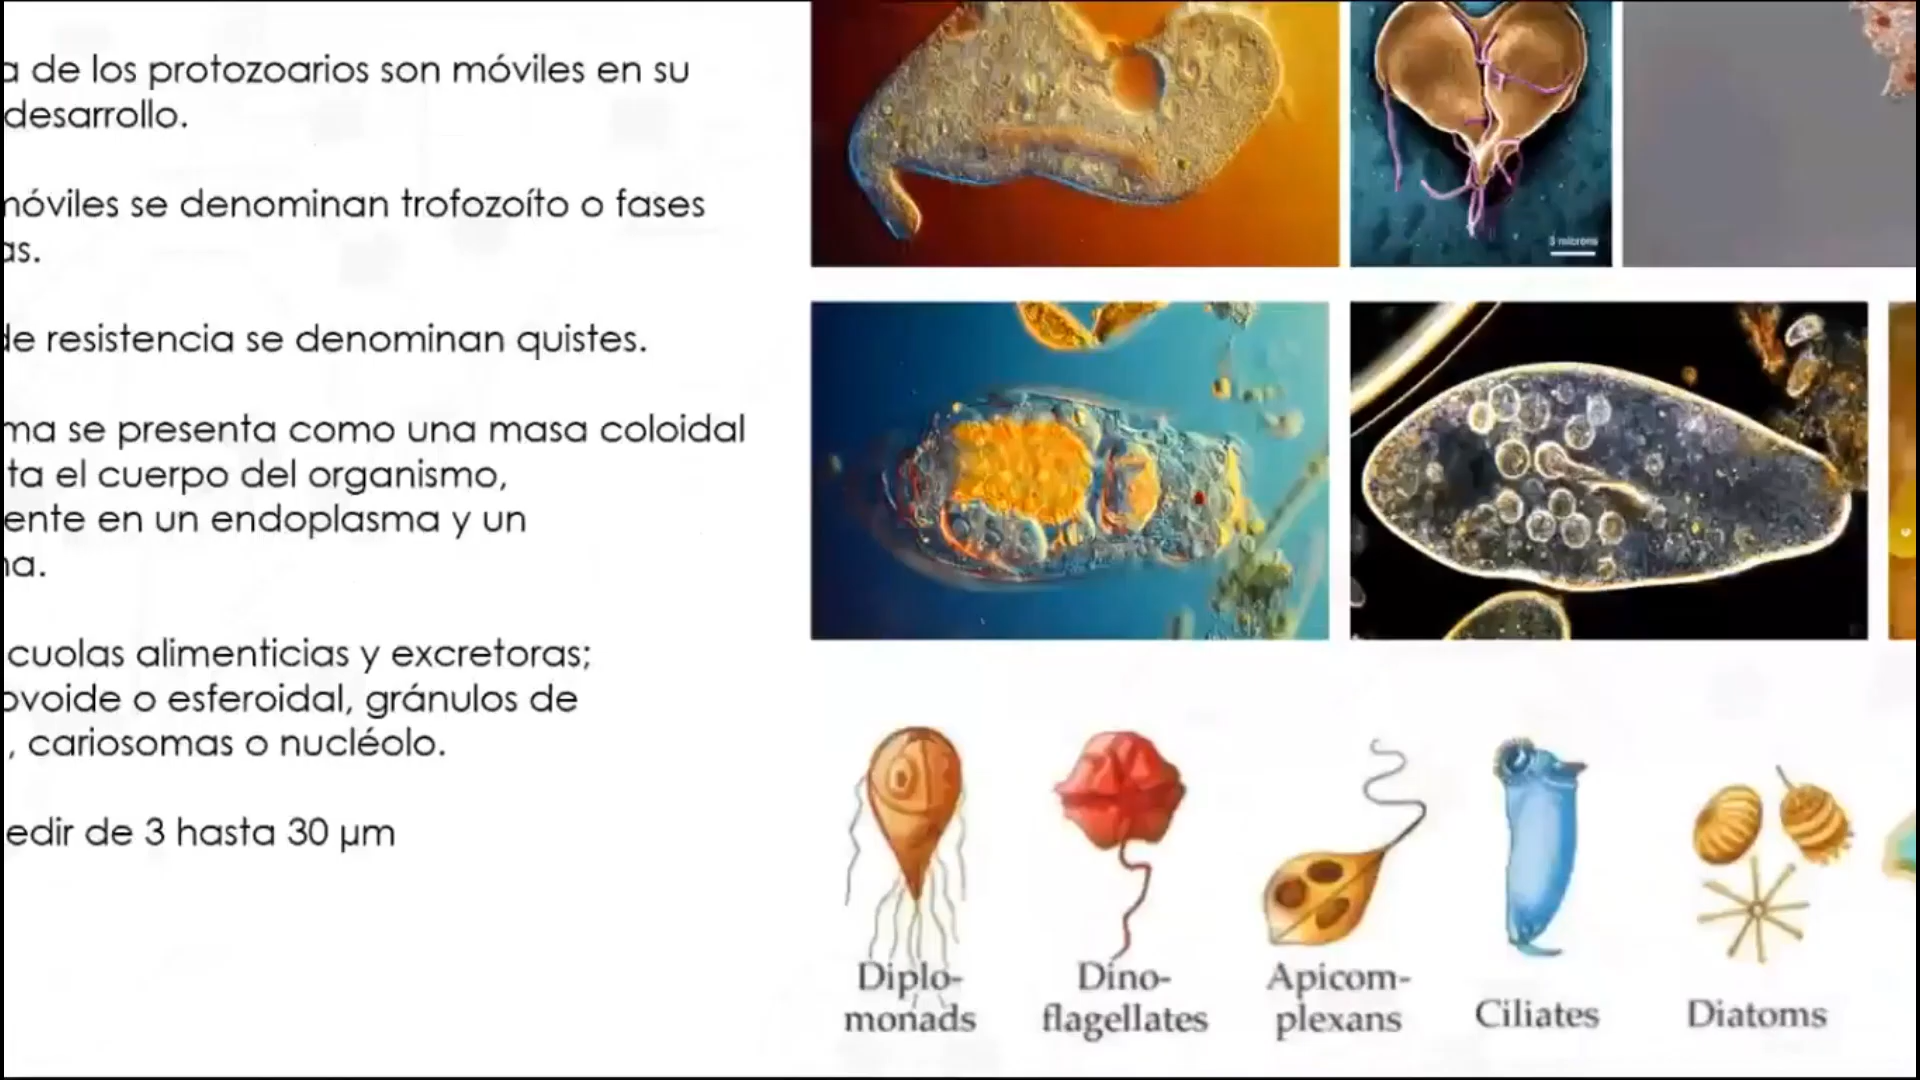 a de los protozoarios son móviles en su
desarrollo.
móviles se denominan trofozoíto o fases
as.
de resistencia se denominan quistes.
ma se presenta como una masa coloidal
ta el cuerpo del organismo,
ente en un endoplasma y un
na.
cuolas alimenticias y excretoras;
ovoide o esferoidal, gránulos de
, cariosomas o nucléolo.
edir de 3 hasta 30 µm
3 microns
Diplo-
monads
Dino-
flagellates
Apicom-
plexans
Ciliates
Diatoms